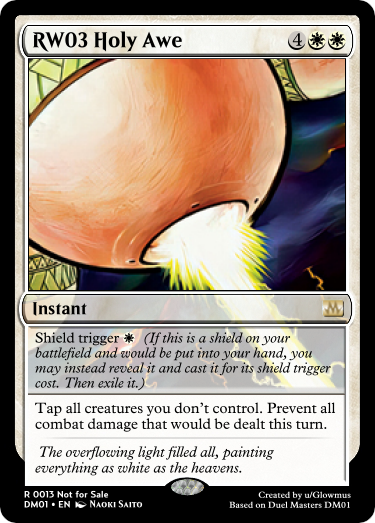 RW03 Holy Awe 4
Instant
Shield trigger (If this is a shield on your
battlefield and would be put into your hand, you
may instead reveal it and cast it for its shield trigger
cost. Then exile it.)
Tap all creatures you don't control. Prevent all
combat damage that would be dealt this turn.
The overflowing light filled all, painting
everything as white as the heavens.
R 0013 Not for Sale
DM01 • EN Naoki Saito
Created by u/Glowmus
Based on Duel Masters DM01